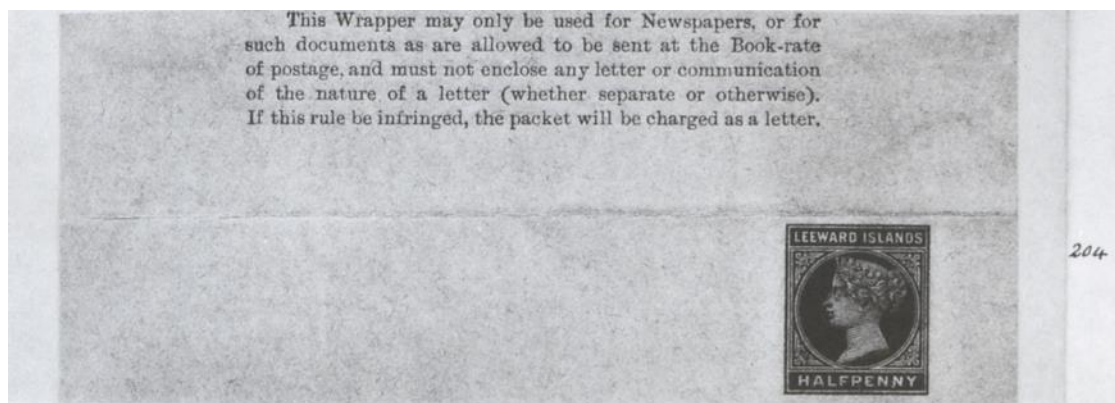 This Wrapper may only be used for Newspapers, or for
such documents as are allowed to be sent at the Book-rate
of postage, and must not enclose any letter or communication
of the nature of a letter (whether separate or otherwise).
If this rule be infringed, the packet will be charged as a letter.
LEEWARD ISLANDS
204
HALFPENNY